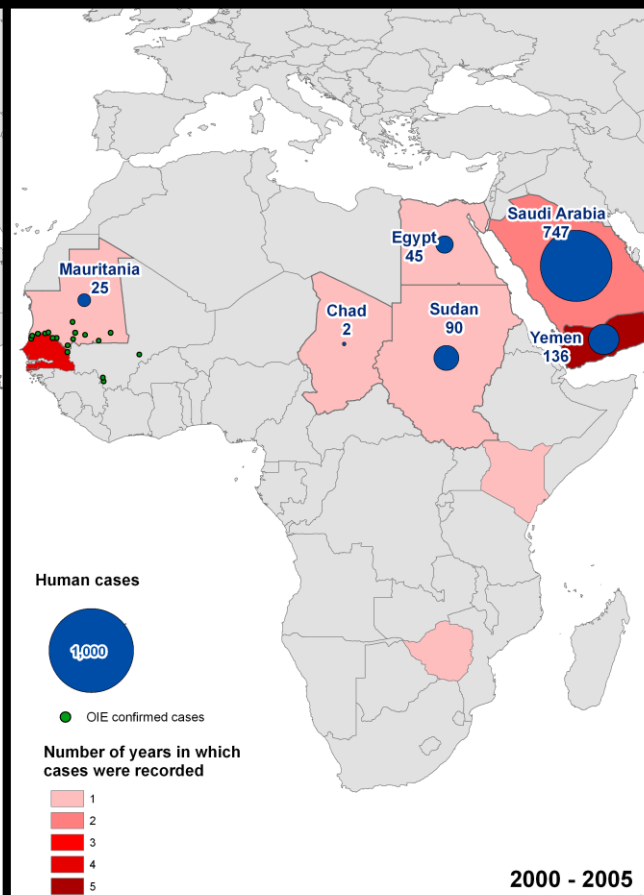 Saudi Arabia
747
Egypt
45
Mauritania
25
Chad
2
Sudan
90
Yemen
136
Human cases
1,000
OIE confirmed cases
Number of years in which
cases were recorded
1
2
3
4
5
2000 - 2005